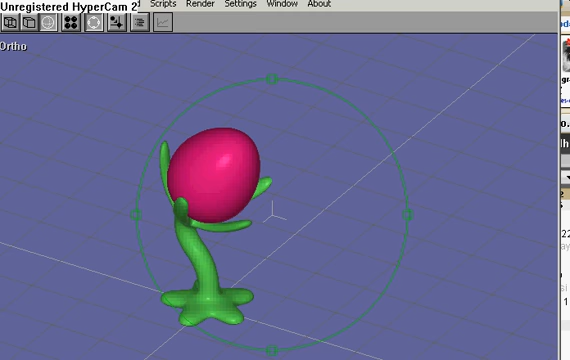 Unregistered HyperCam 2
Scripts Render Settings Window About
Ortho